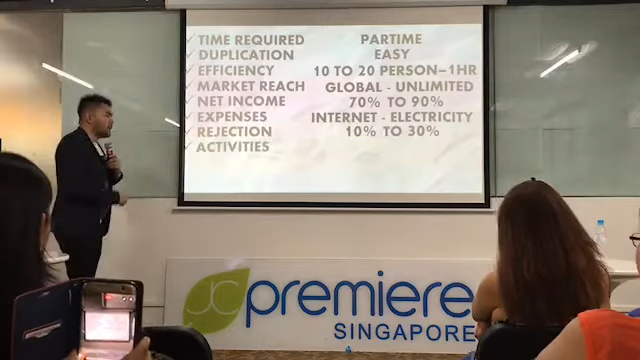 ✓ TIME REQUIRED PARTIME
✓ DUPLICATION EASY
✓ EFFICIENCY 10 TO 20 PERSON–1HR
✓ MARKET REACH GLOBAL - UNLIMITED
✓ NET INCOME 70% TO 90%
✓ EXPENSES INTERNET - ELECTRICITY
✓ REJECTION 10% TO 30%
✓ ACTIVITIES
JC premiere
SINGAPORE